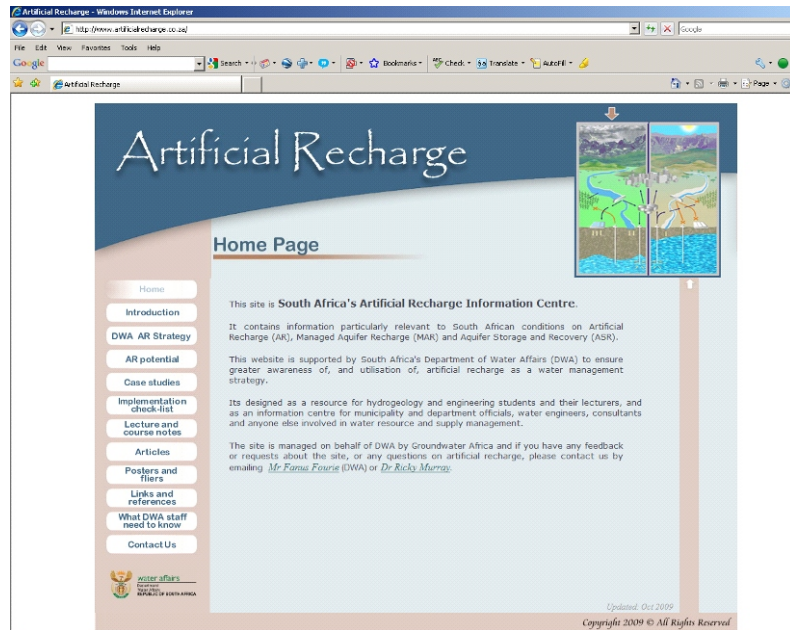 Artificial Recharge - Windows Internet Explorer
http://www.artificialrecharge.co.za/
Google
File Edit View Favorites Tools Help
Google Search Bookmarks Check Translate AutoFill
Artificial Recharge
Page
Artificial Recharge
Home Page
Home
Introduction
DWA AR Strategy
AR potential
Case studies
Implementation
check-list
Lecture and
course notes
Articles
Posters and
fliers
Links and
references
What DWA staff
need to know
Contact Us
This site is South Africa's Artificial Recharge Information Centre.
It contains information particularly relevant to South African conditions on Artificial
Recharge (AR), Managed Aquifer Recharge (MAR) and Aquifer Storage and Recovery (ASR).
This website is supported by South Africa's Department of Water Affairs (DWA) to ensure
greater awareness of, and utilisation of, artificial recharge as a water management
strategy.
Its designed as a resource for hydrogeology and engineering students and their lecturers, and
as an information centre for municipality and department officials, water engineers, consultants
and anyone else involved in water resource and supply management.
The site is managed on behalf of DWA by Groundwater Africa and if you have any feedback
or requests about the site, or any questions on artificial recharge, please contact us by
emailing Mr Fanus Fourie (DWA) or Dr Ricky Murray.
water affairs
Department:
Water Affairs
REPUBLIC OF SOUTH AFRICA
Updated: Oct 2009
Copyright 2009 © All Rights Reserved